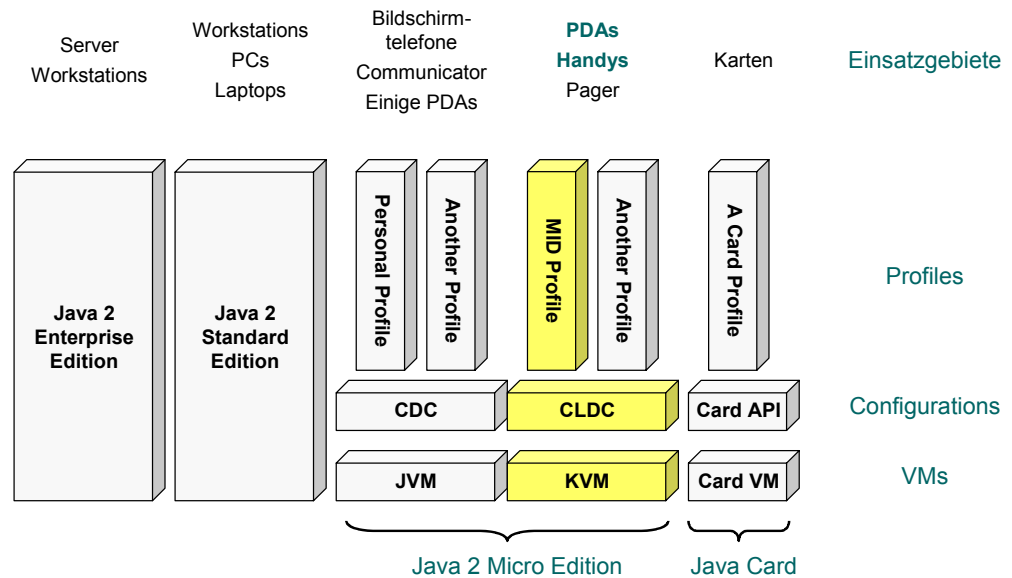 Server
Workstations
Workstations
PCs
Laptops
Bildschirm-
telefone
Communicator
Einige PDAs
PDAs
Handys
Pager
Karten
Einsatzgebiete
Java 2
Enterprise
Edition
Java 2
Standard
Edition
Personal Profile
Another Profile
MID Profile
Another Profile
A Card Profile
Profiles
CDC
CLDC
Card API
Configurations
JVM
KVM
Card VM
VMs
Java 2 Micro Edition
Java Card